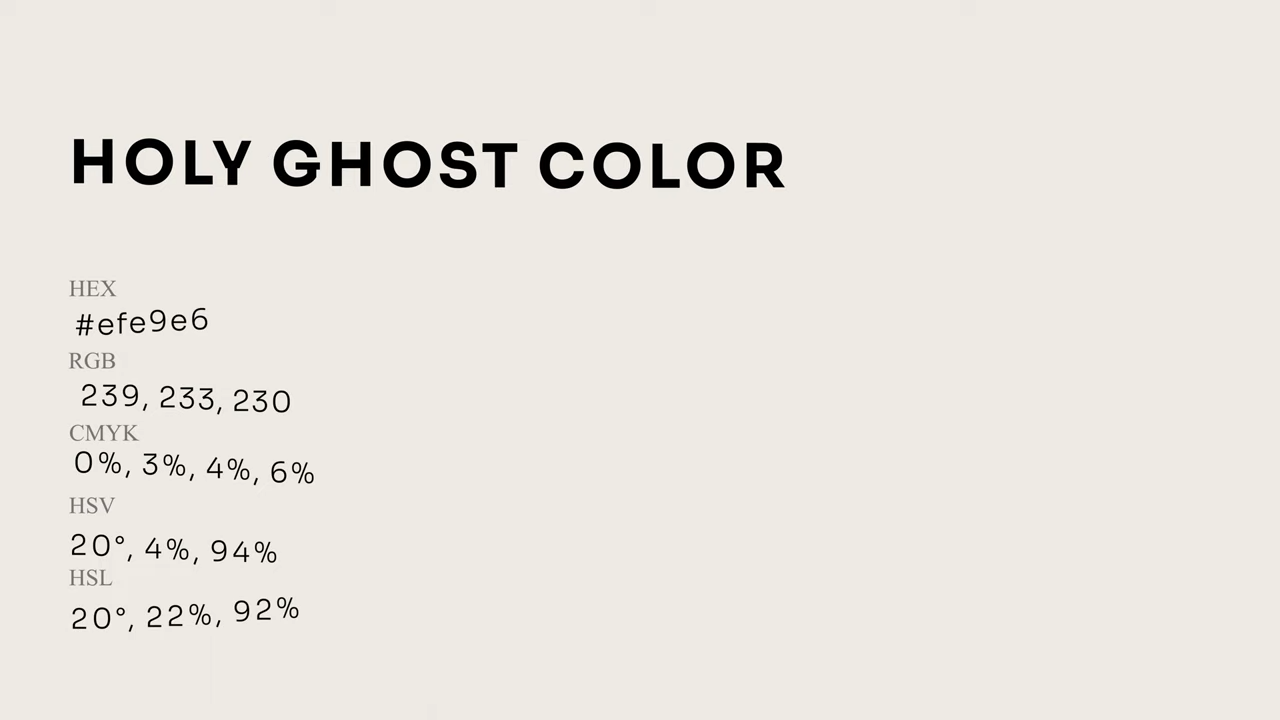 HOLY GHOST COLOR
HEX
#efe9e6
RGB
239, 233, 230
CMYK
0%, 3%, 4%, 6%
HSV
20°, 4%, 94%
HSL
20°, 22%, 92%